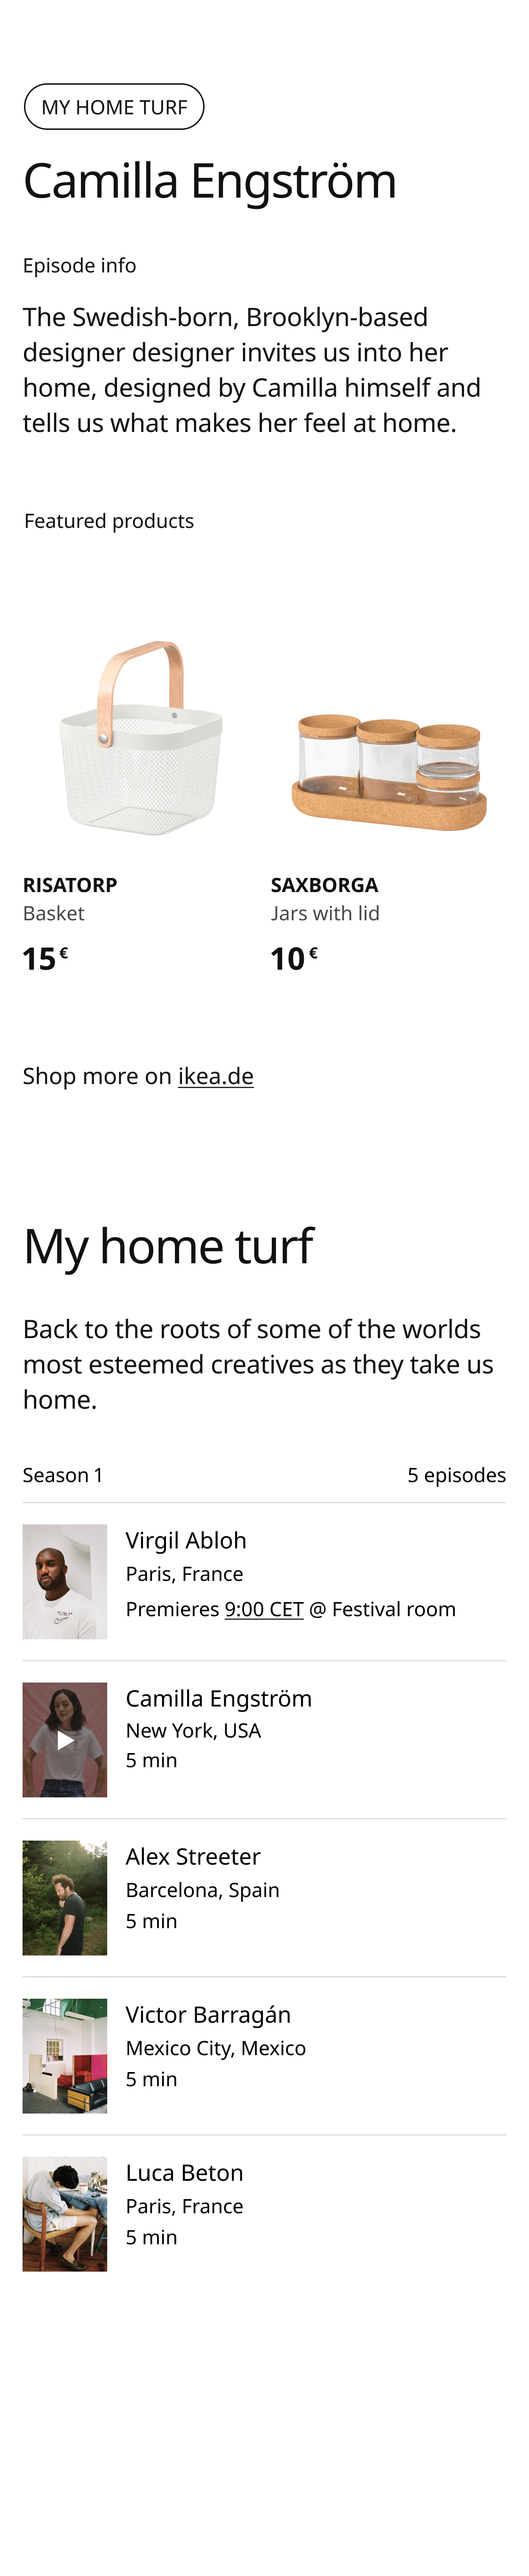 MY HOME TURF
Camilla Engström
Episode info
The Swedish-born, Brooklyn-based
designer designer invites us into her
home, designed by Camilla himself and
tells us what makes her feel at home.
Featured products
RISATORP
Basket
15 €
SAXBORGA
Jars with lid
10 €
Shop more on ikea.de
My home turf
Back to the roots of some of the worlds
most esteemed creatives as they take us
home.
Season 1
5 episodes
Virgil Abloh
Paris, France
Premieres 9:00 CET @ Festival room
Camilla Engström
New York, USA
5 min
Alex Streeter
Barcelona, Spain
5 min
Victor Barragán
Mexico City, Mexico
5 min
Luca Beton
Paris, France
5 min